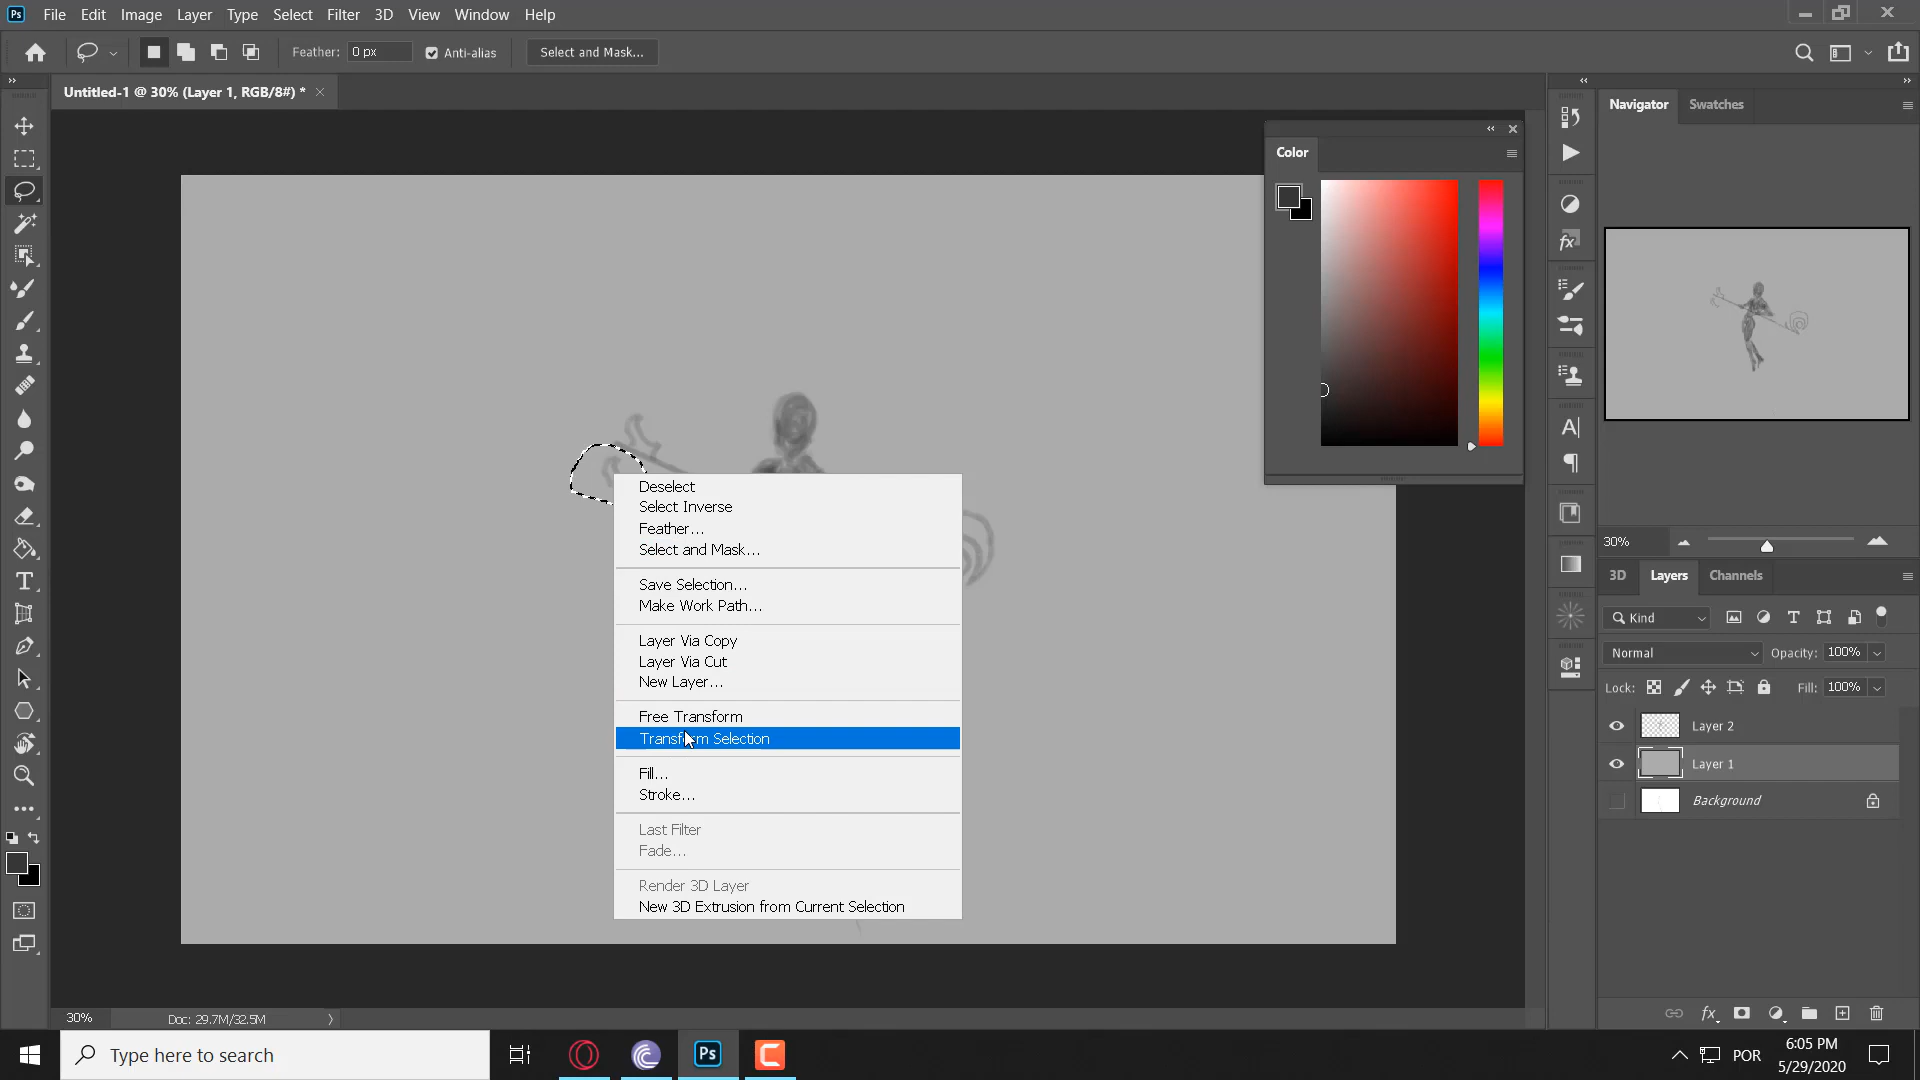 Ps File Edit Image Layer Type Select Filter 3D View Window Help
Feather: 0 px Anti-alias Select and Mask...
Untitled-1 @ 30% (Layer 1, RGB/8#) *
Color
Navigator Swatches
Deselect
Select Inverse
Feather...
Select and Mask...
Save Selection...
Make Work Path...
Layer Via Copy
Layer Via Cut
New Layer...
Free Transform
Transform Selection
Fill...
Stroke...
Last Filter
Fade...
Render 3D Layer
New 3D Extrusion from Current Selection
30%
3D Layers Channels
Kind
Normal Opacity: 100%
Lock: Fill: 100%
Layer 2
Layer 1
Background
30% Doc: 29.7M/32.5M
Type here to search
Ps
POR
6:05 PM
5/29/2020